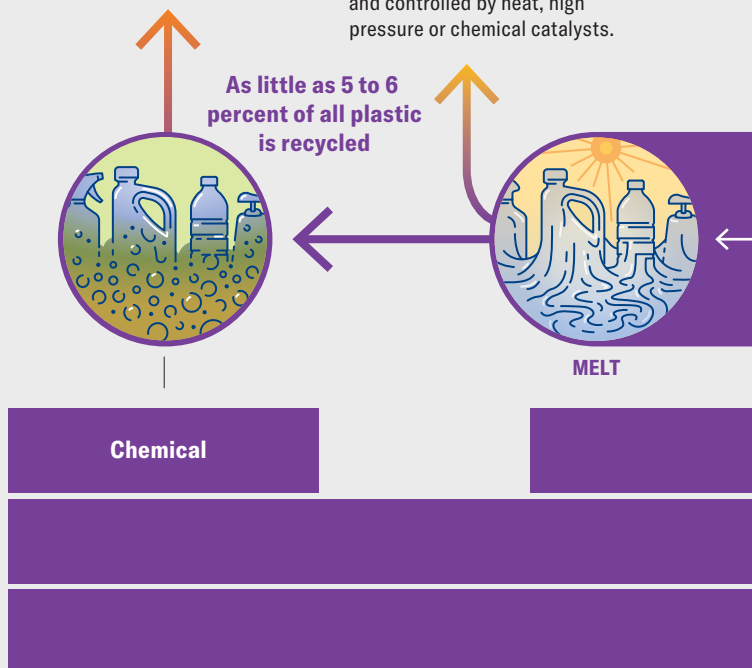 and controlled by heat, high
pressure or chemical catalysts.
As little as 5 to 6
percent of all plastic
is recycled
MELT
Chemical